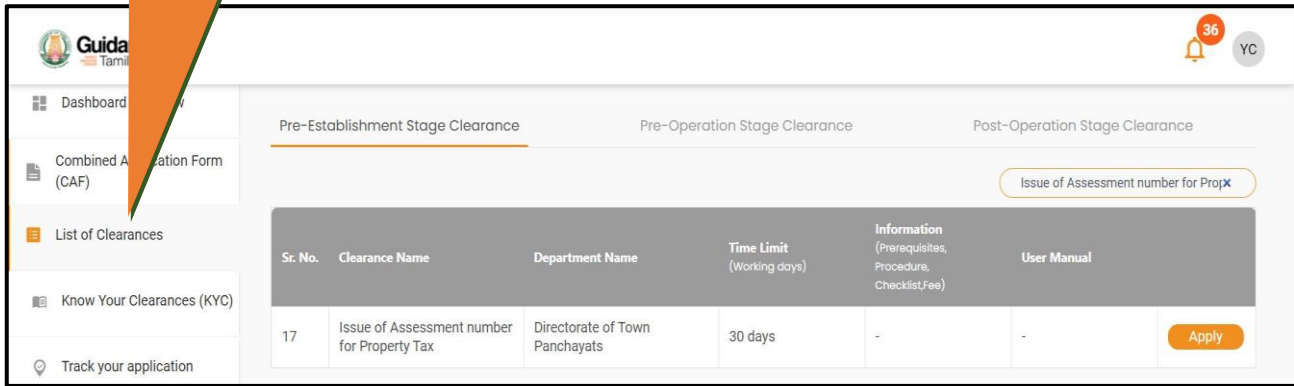 Guida
Tamil
36
YC
Dashboard
Combined Application Form
(CAF)
List of Clearances
Know Your Clearances (KYC)
Track your application
Pre-Establishment Stage Clearance
Pre-Operation Stage Clearance
Post-Operation Stage Clearance
Issue of Assessment number for Prop×
Sr. No.
Clearance Name
Department Name
Time Limit
(Working days)
Information
(Prerequisites,
Procedure,
Checklist,Fee)
User Manual
17
Issue of Assessment number
for Property Tax
Directorate of Town
Panchayats
30 days
-
-
Apply